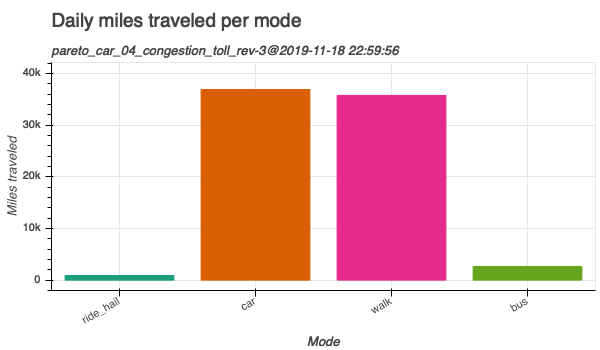 Daily miles traveled per mode
pareto_car_04_congestion_toll_rev-3@2019-11-18 22:59:56
40k
30k
20k
10k
0
Miles traveled
ride_hail
car
walk
bus
Mode